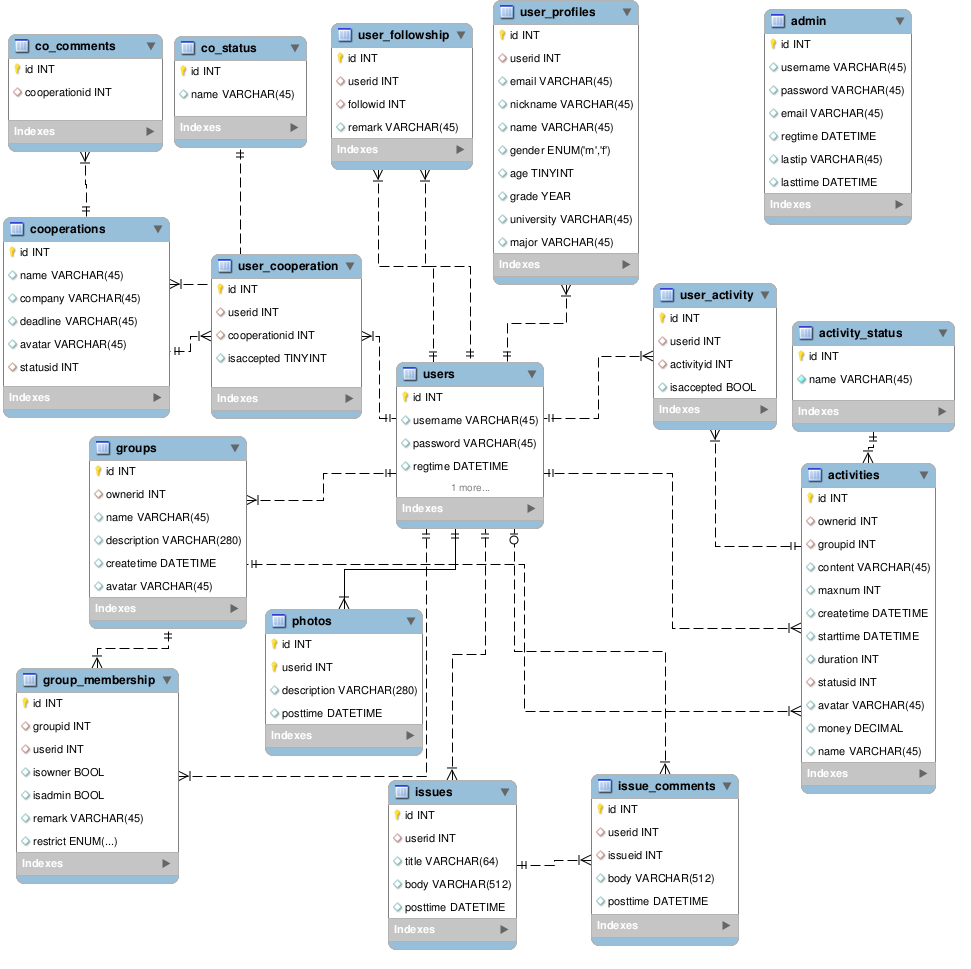 co_comments
id INT
cooperationid INT
Indexes
co_status
id INT
name VARCHAR(45)
Indexes
user_followship
id INT
userid INT
followid INT
remark VARCHAR(45)
Indexes
user_profiles
id INT
userid INT
email VARCHAR(45)
nickname VARCHAR(45)
name VARCHAR(45)
gender ENUM('m','f')
age TINYINT
grade YEAR
university VARCHAR(45)
major VARCHAR(45)
Indexes
admin
id INT
username VARCHAR(45)
password VARCHAR(45)
email VARCHAR(45)
regtime DATETIME
lastip VARCHAR(45)
lasttime DATETIME
Indexes
cooperations
id INT
name VARCHAR(45)
company VARCHAR(45)
deadline VARCHAR(45)
avatar VARCHAR(45)
statusid INT
Indexes
user_cooperation
id INT
userid INT
cooperationid INT
isaccepted TINYINT
Indexes
users
id INT
username VARCHAR(45)
password VARCHAR(45)
regtime DATETIME
1 more...
Indexes
user_activity
id INT
userid INT
activityid INT
isaccepted BOOL
Indexes
activity_status
id INT
name VARCHAR(45)
Indexes
groups
id INT
ownerid INT
name VARCHAR(45)
description VARCHAR(280)
createtime DATETIME
avatar VARCHAR(45)
Indexes
activities
id INT
ownerid INT
groupid INT
content VARCHAR(45)
maxnum INT
createtime DATETIME
starttime DATETIME
duration INT
statusid INT
avatar VARCHAR(45)
money DECIMAL
name VARCHAR(45)
Indexes
photos
id INT
userid INT
description VARCHAR(280)
posttime DATETIME
Indexes
group_membership
id INT
groupid INT
userid INT
isowner BOOL
isadmin BOOL
remark VARCHAR(45)
restrict ENUM(...)
Indexes
issues
id INT
userid INT
title VARCHAR(64)
body VARCHAR(512)
posttime DATETIME
Indexes
issue_comments
id INT
userid INT
issueid INT
body VARCHAR(512)
posttime DATETIME
Indexes